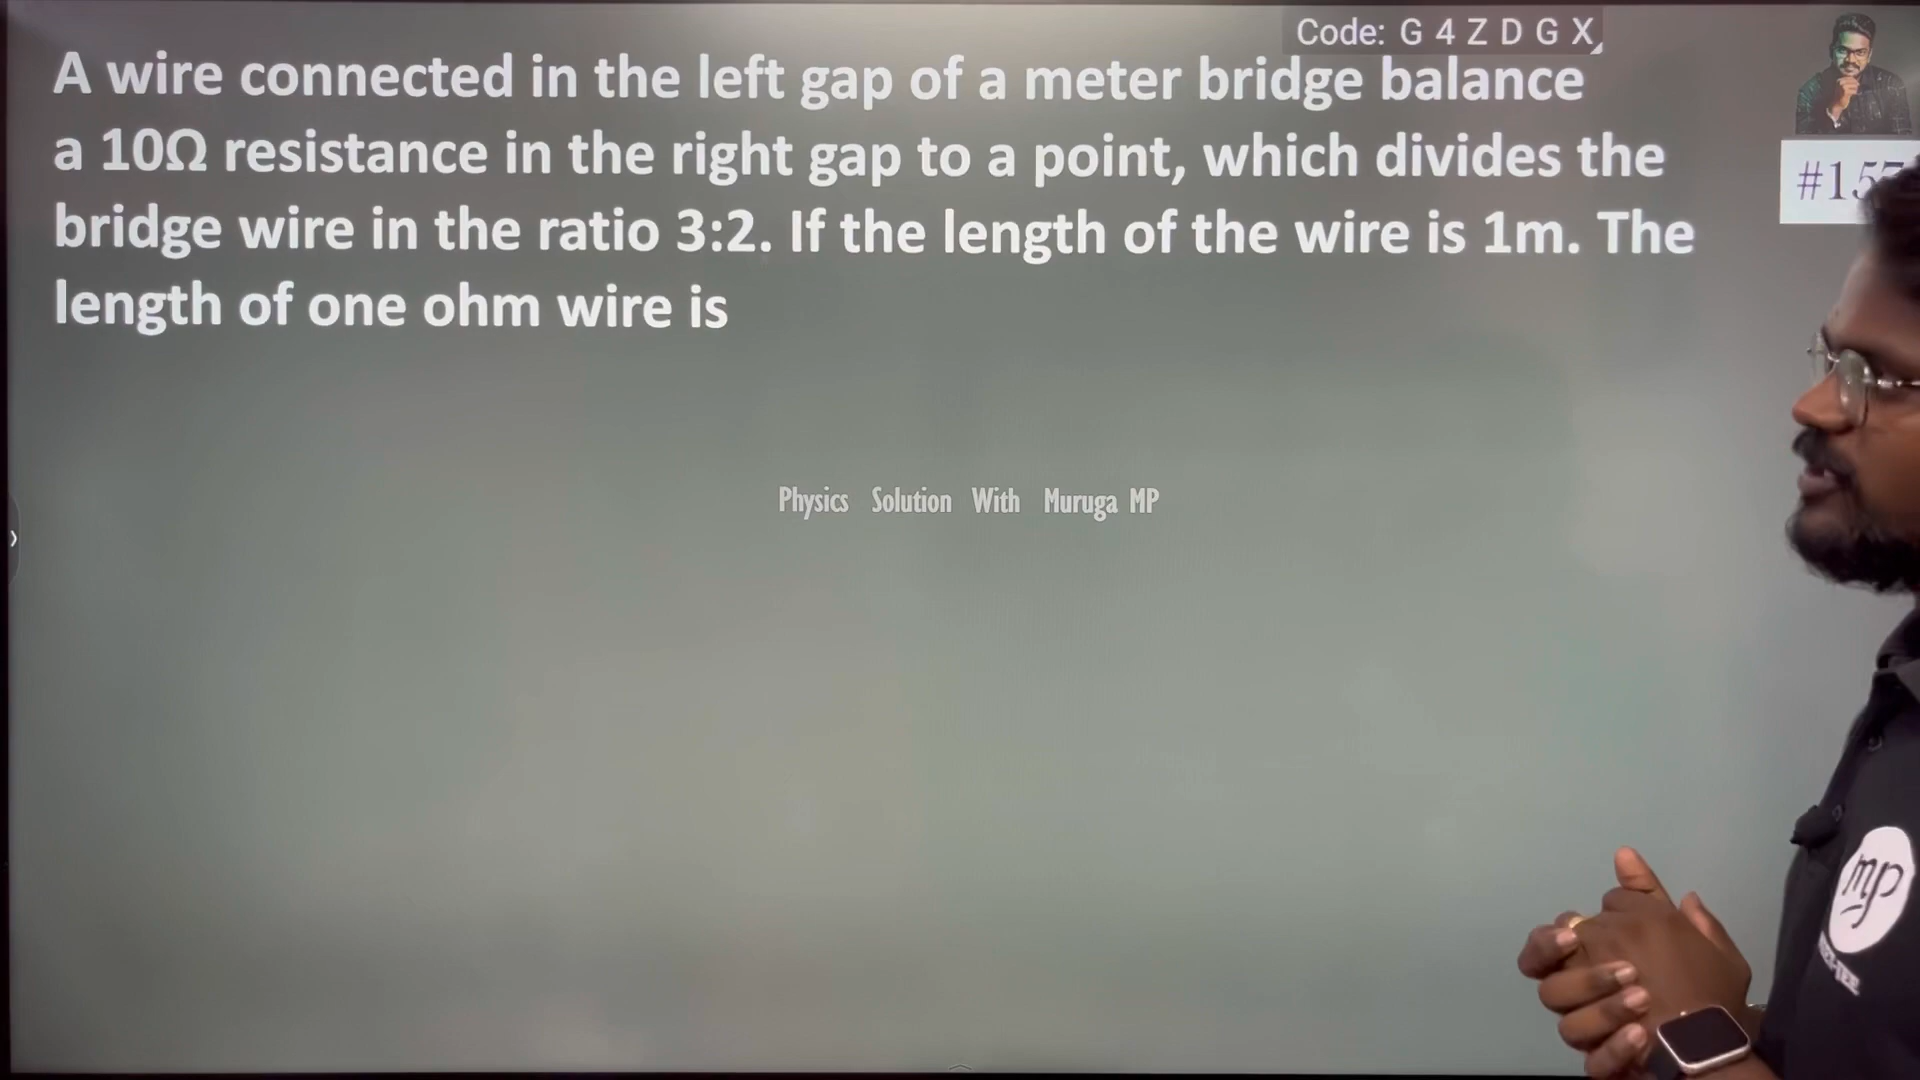 Code: G 4 Z D G X
A wire connected in the left gap of a meter bridge balance
a 10Ω resistance in the right gap to a point, which divides the
bridge wire in the ratio 3:2. If the length of the wire is 1m. The
length of one ohm wire is
Physics Solution With Muruga MP
mp